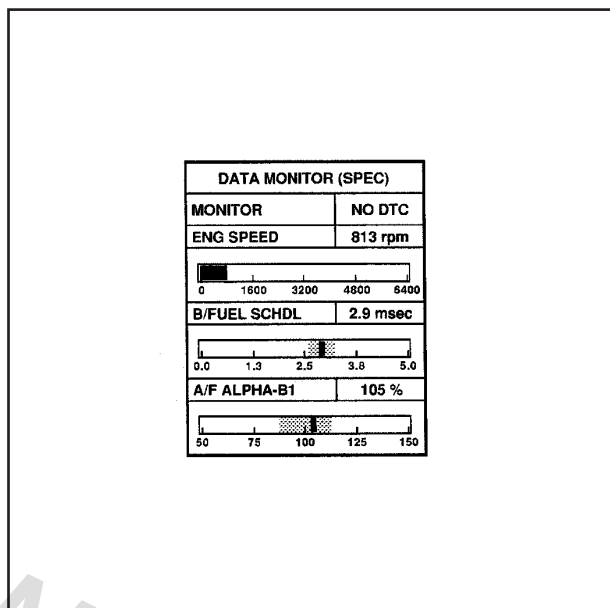 DATA MONITOR (SPEC)
MONITOR NO DTC
ENG SPEED 813 rpm
0 1600 3200 4800 6400
B/FUEL SCHDL 2.9 msec
0.0 1.3 2.5 3.8 5.0
A/F ALPHA-B1 105 %
50 75 100 125 150